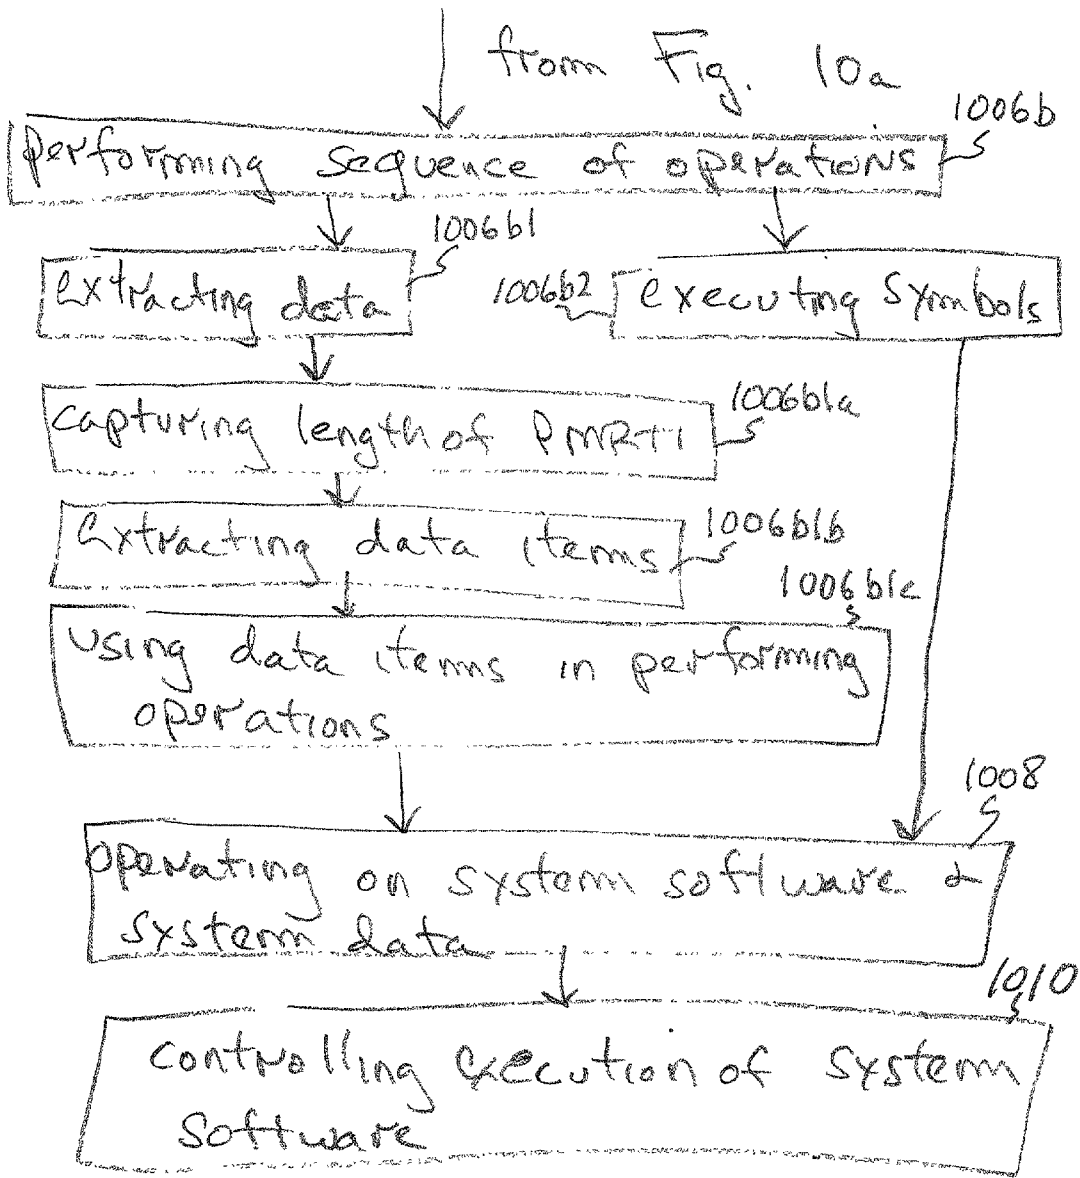 from Fig. 10a
1006b
performing sequence of operations
1006b1
extracting data
1006b2
executing symbols
1006b1a
capturing length of PMRTI
1006b1b
extracting data items
1006b1c
using data items in performing
operations
1008
operating on system software &
system data
1010
controlling execution of system
software